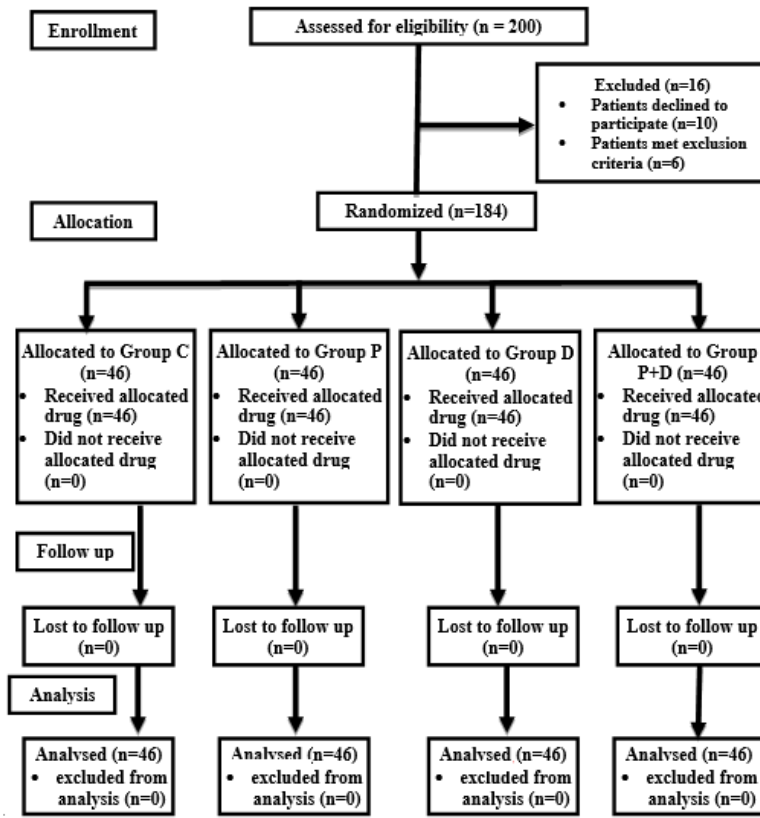 Enrollment
Assessed for eligibility (n = 200)
Excluded (n=16)
• Patients declined to
participate (n=10)
• Patients met exclusion
criteria (n=6)
Allocation
Randomized (n=184)
Allocated to Group C
(n=46)
• Received allocated
drug (n=46)
• Did not receive
allocated drug
(n=0)
Allocated to Group P
(n=46)
• Received allocated
drug (n=46)
• Did not receive
allocated drug
(n=0)
Allocated to Group D
(n=46)
• Received allocated
drug (n=46)
• Did not receive
allocated drug
(n=0)
Allocated to Group
P+D (n=46)
• Received allocated
drug (n=46)
• Did not receive
allocated drug
(n=0)
Follow up
Lost to follow up
(n=0)
Lost to follow up
(n=0)
Lost to follow up
(n=0)
Lost to follow up
(n=0)
Analysis
Analysed (n=46)
• excluded from
analysis (n=0)
Analysed (n=46)
• excluded from
analysis (n=0)
Analysed (n=46)
• excluded from
analysis (n=0)
Analysed (n=46)
• excluded from
analysis (n=0)